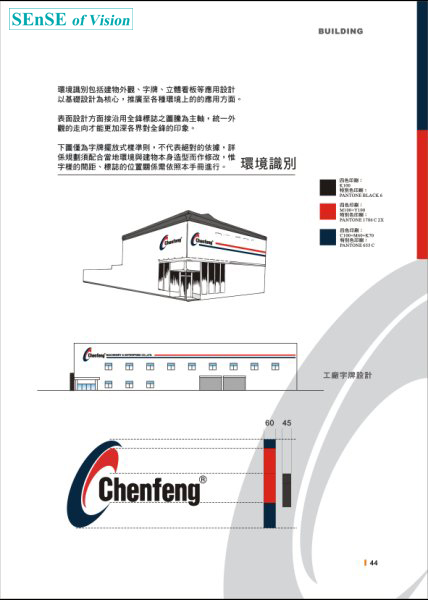 SEnSE of Vision
BUILDING
環境識別包括建物外觀、字牌、立體看板等應用設計
以基礎設計為核心，推廣至各種環境上的的應用方面。
表面設計方面接沿用全鋒標誌之圖騰為主軸，統一外
觀的走向才能更加深各界對全鋒的印象。
下圖僅為字牌擺放式樣準則，不代表絕對的依據，詳
係規劃須配合當地環境與建物本身造型而作修改，惟
字樣的間距、標誌的位置關係需依照本手冊進行。
環境識別
四色印刷：
K100
特別色印刷：
PANTONE BLACK 6
四色印刷：
M100+Y100
特別色印刷：
PANTONE 1788 C 2X
四色印刷：
C100+M60+K70
特別色印刷：
PANTONE 655 C
Chenfeng
Chenfeng
Chenfeng MACHINERY & ENTERPRISE CO., LTD.
工廠字牌設計
60 45
Chenfeng®
44